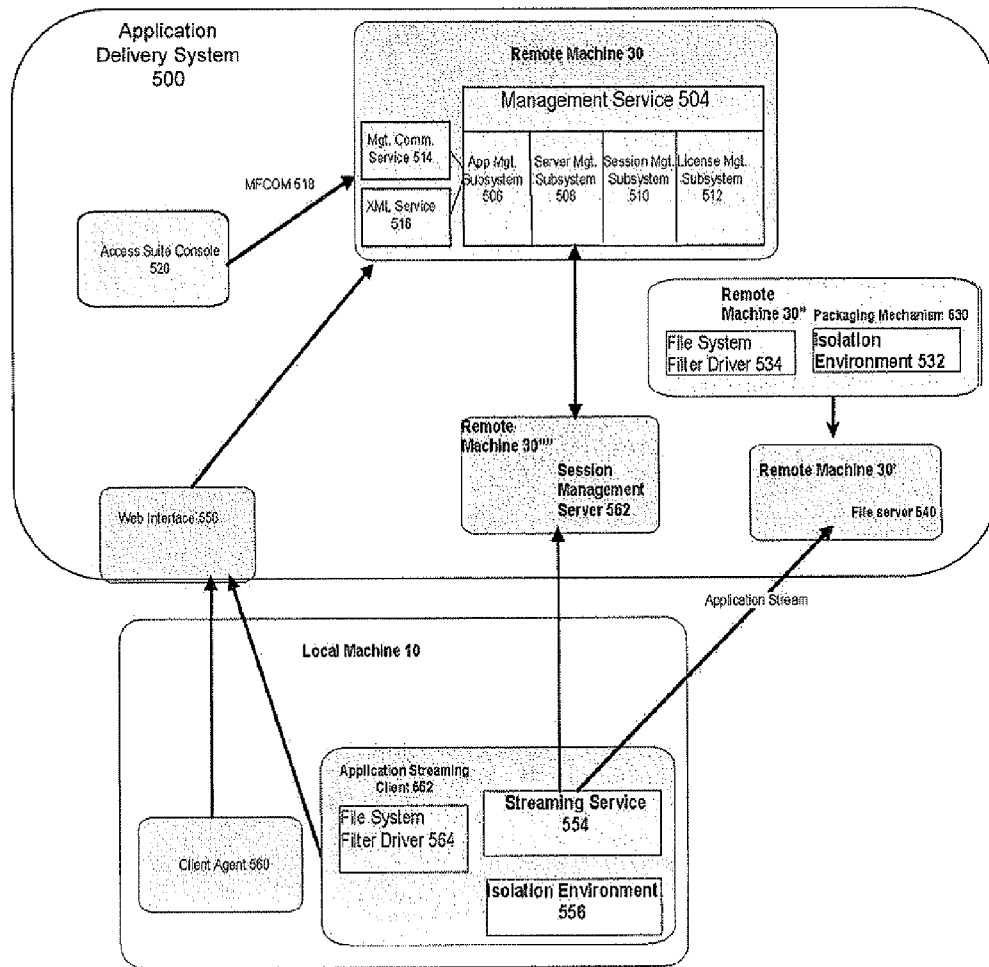 Application
Delivery System
500
Remote Machine 30
Management Service 504
Mgt. Comm.
Service 514
XML Service
516
App Mgt.
Subsystem
506
Server Mgt.
Subsystem
508
Session Mgt.
Subsystem
510
License Mgt.
Subsystem
512
MFCOM 518
Access Suite Console
520
Remote
Machine 30"
Packaging Mechanism 530
File System
Filter Driver 534
Isolation
Environment 532
Remote
Machine 30""
Session
Management
Server 562
Remote Machine 30'
File server 540
Web Interface 550
Application Stream
Local Machine 10
Application Streaming
Client 552
File System
Filter Driver 564
Streaming Service
554
Isolation Environment
556
Client Agent 560